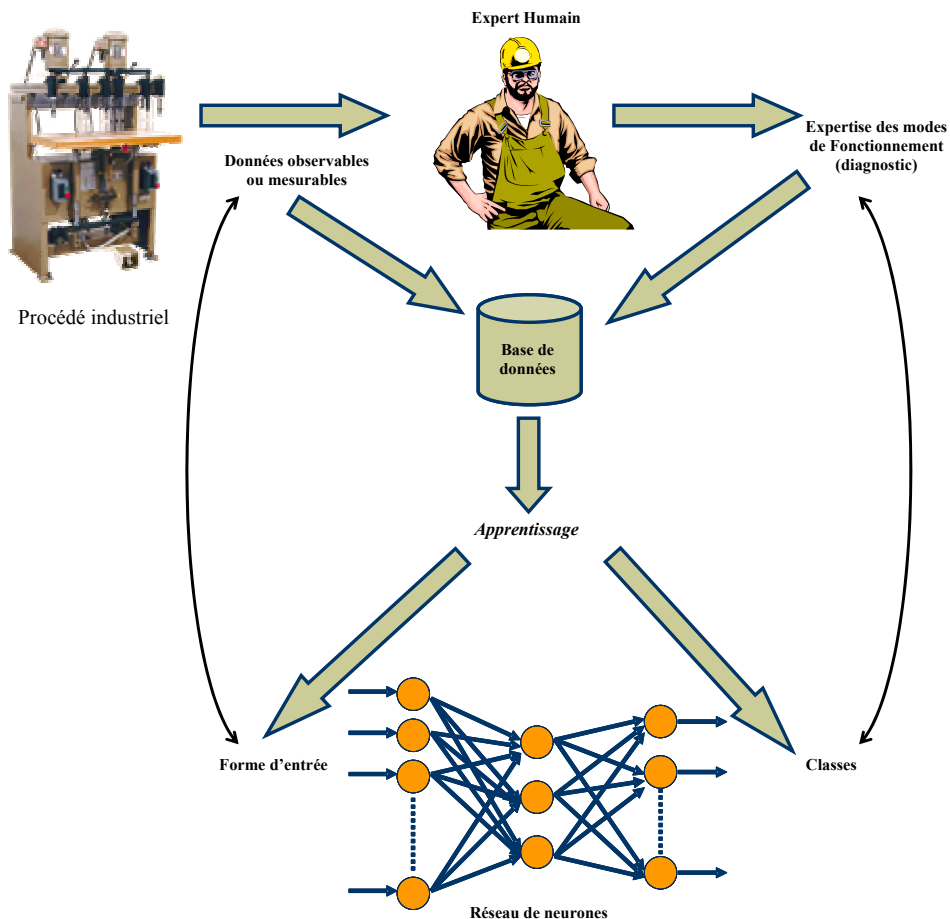 Expert Humain
Données observables
ou mesurables
Expertise des modes
de Fonctionnement
(diagnostic)
Procédé industriel
Base de
données
Apprentissage
Forme d'entrée
Classes
Réseau de neurones